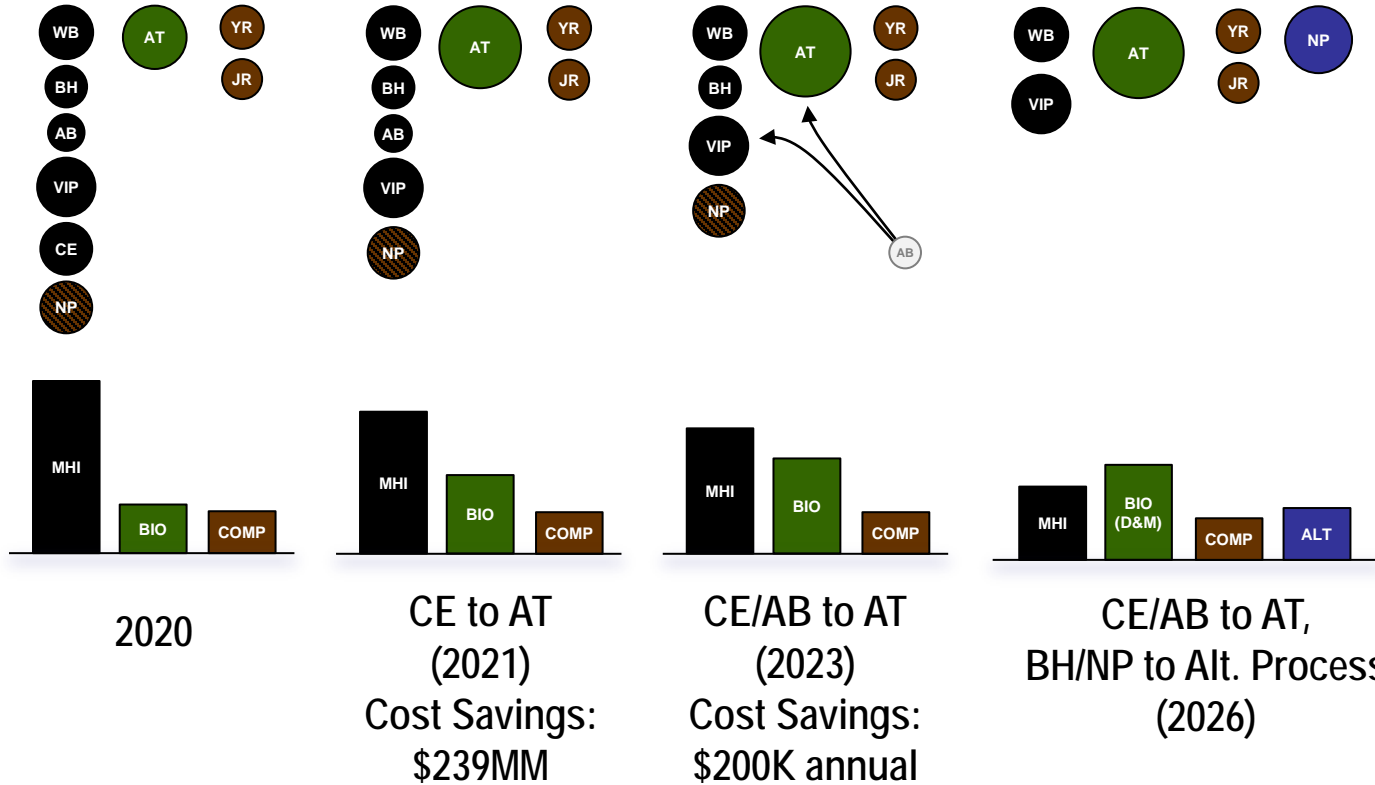 WB
AT
YR
BH
JR
AB
VIP
CE
NP
WB
AT
YR
BH
JR
AB
VIP
NP
WB
AT
YR
BH
JR
VIP
NP
AB
WB
AT
YR
NP
JR
VIP
MHI
BIO
COMP
MHI
BIO
COMP
MHI
BIO
COMP
MHI
BIO
(D&M)
COMP
ALT
2020
CE to AT
(2021)
Cost Savings:
$239MM
CE/AB to AT
(2023)
Cost Savings:
$200K annual
CE/AB to AT,
BH/NP to Alt. Process
(2026)